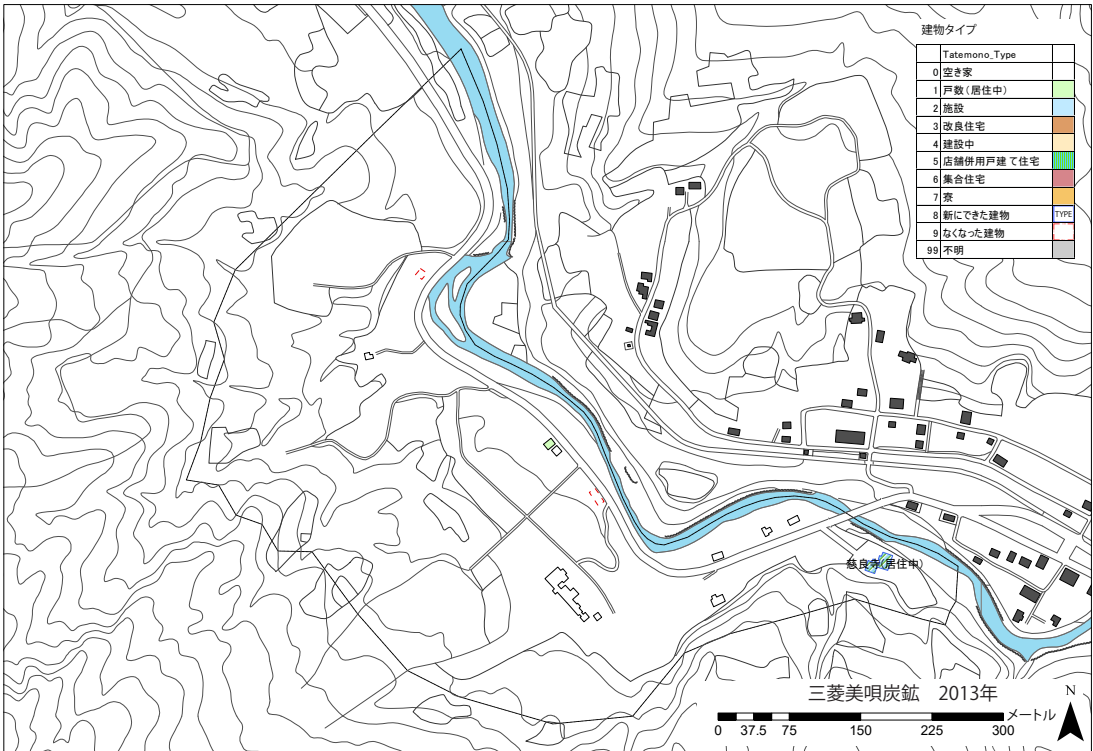 建物タイプ
Tatemono_Type
0 空き家
1 戸数(居住中)
2 施設
3 改良住宅
4 建設中
5 店舗併用戸建て住宅
6 集合住宅
7 寮
8 新にできた建物 TYPE
9 なくなった建物
99 不明
慈良寺(居住中)
三菱美唄炭鉱 2013年
N
メートル
0 37.5 75 150 225 300